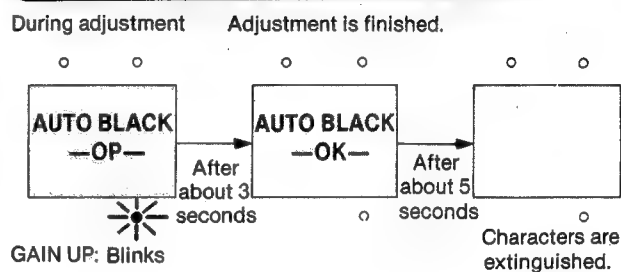 During adjustment
Adjustment is finished.
AUTO BLACK
—OP—
After
about 3
seconds
AUTO BLACK
—OK—
After
about 5
seconds
GAIN UP: Blinks
Characters are
extinguished.